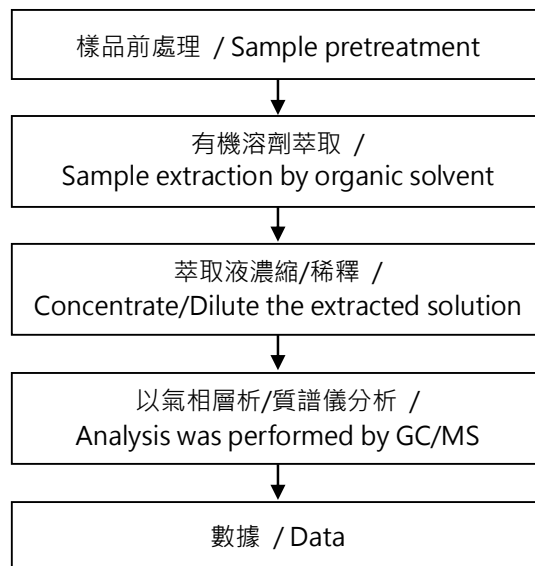 樣品前處理 / Sample pretreatment
有機溶劑萃取 /
Sample extraction by organic solvent
萃取液濃縮/稀釋 /
Concentrate/Dilute the extracted solution
以氣相層析/質譜儀分析 /
Analysis was performed by GC/MS
數據 / Data